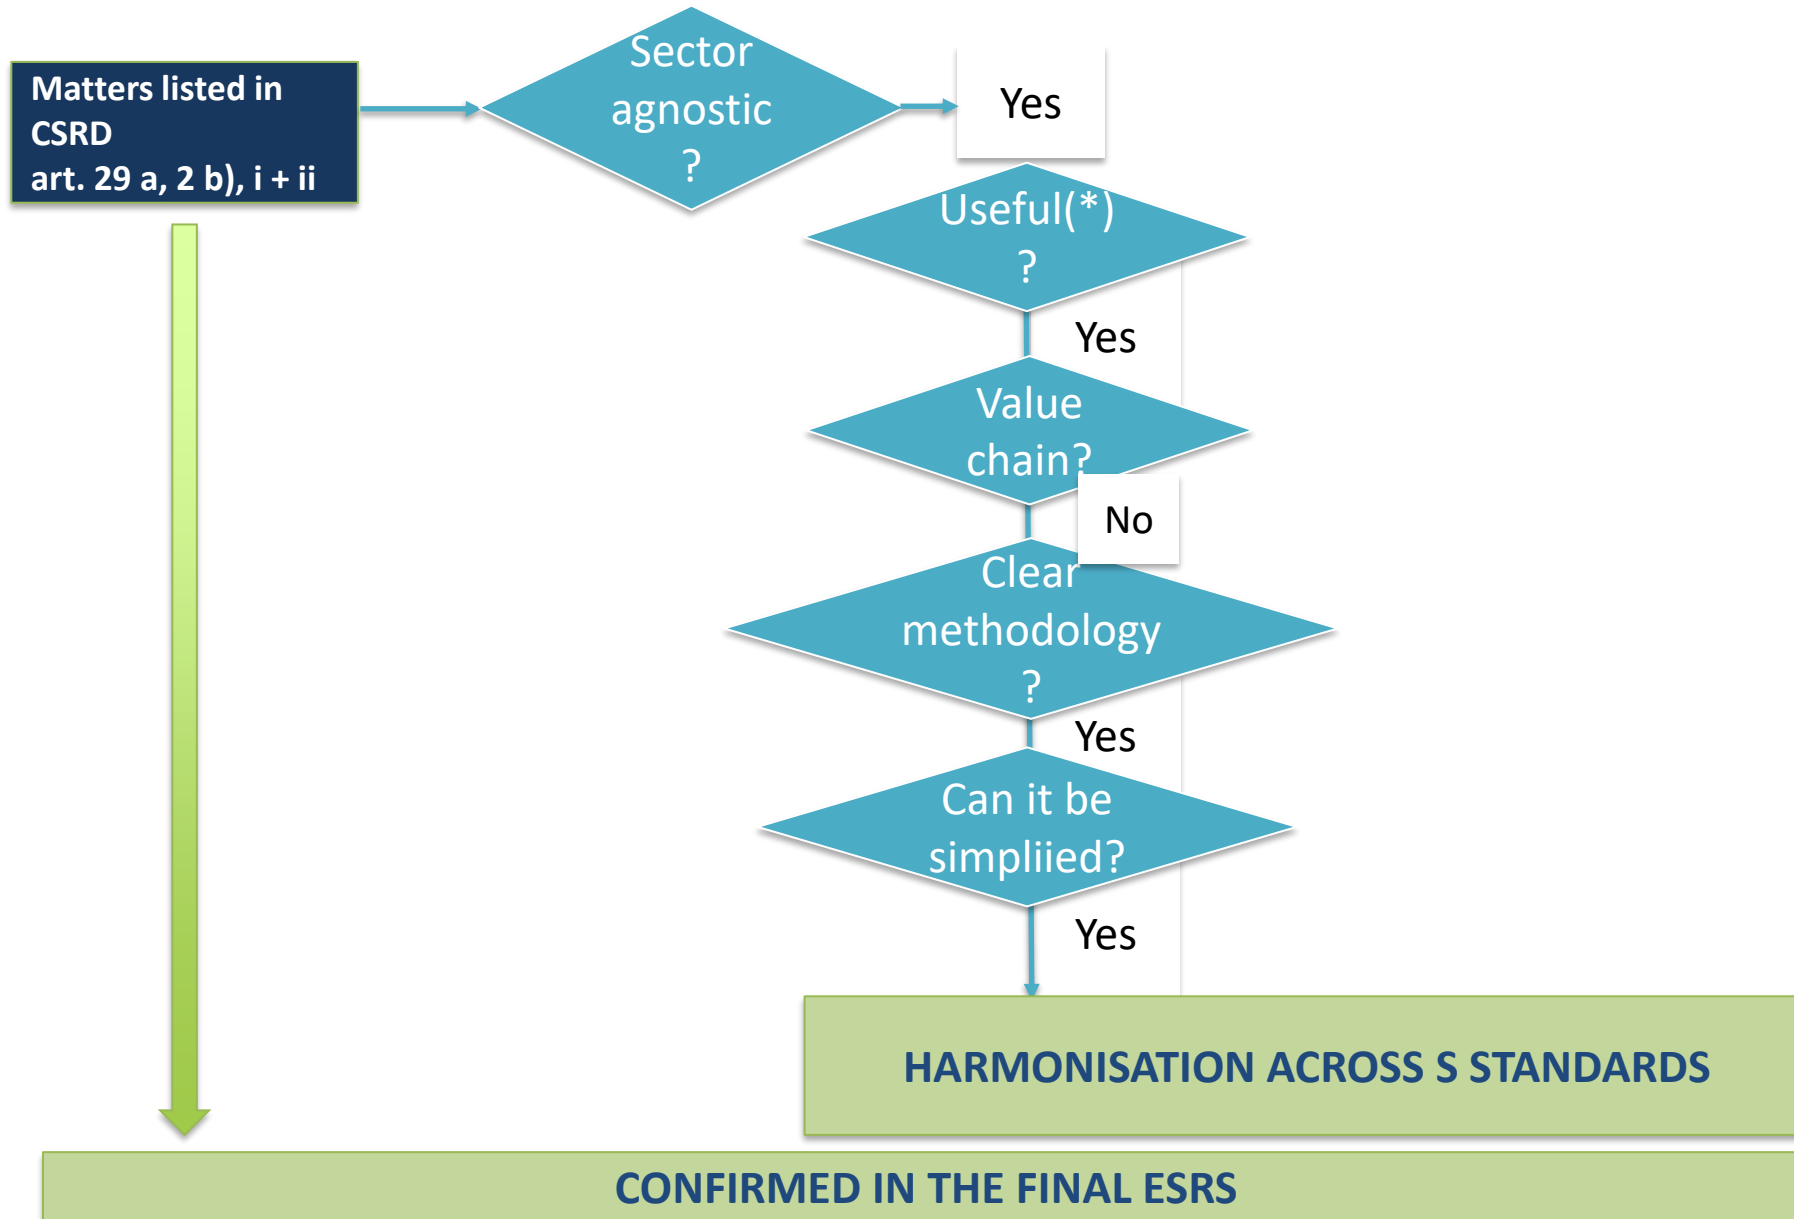 Matters listed in
CSRD
art. 29 a, 2 b), i + ii
Sector
agnostic
?
Yes
Useful(*)
?
Yes
Value
chain?
No
Clear
methodology
?
Yes
Can it be
simpliied?
Yes
HARMONISATION ACROSS S STANDARDS
CONFIRMED IN THE FINAL ESRS